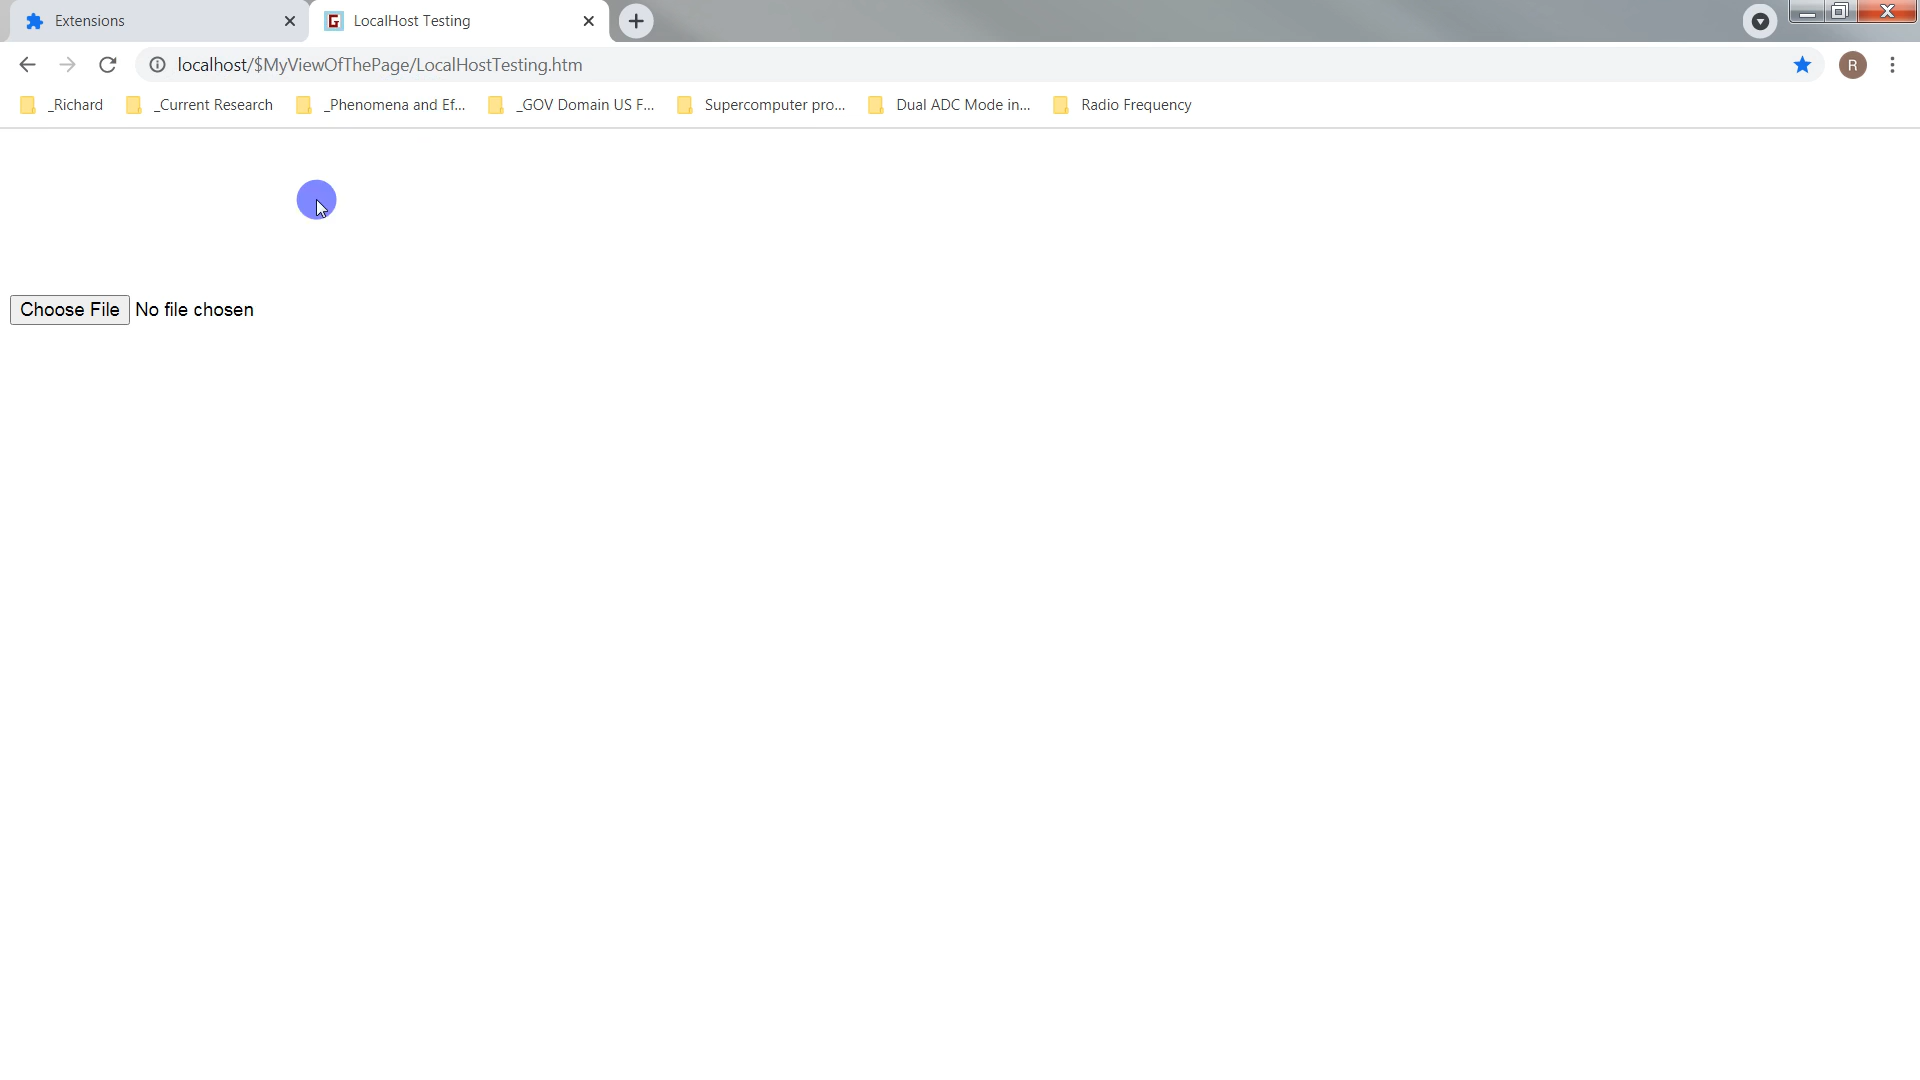 Extensions
G LocalHost Testing
localhost/$MyViewOfThePage/LocalHostTesting.htm
R
_Richard
_Current Research
_Phenomena and Ef...
_GOV Domain US F...
Supercomputer pro...
Dual ADC Mode in...
Radio Frequency
Choose File No file chosen